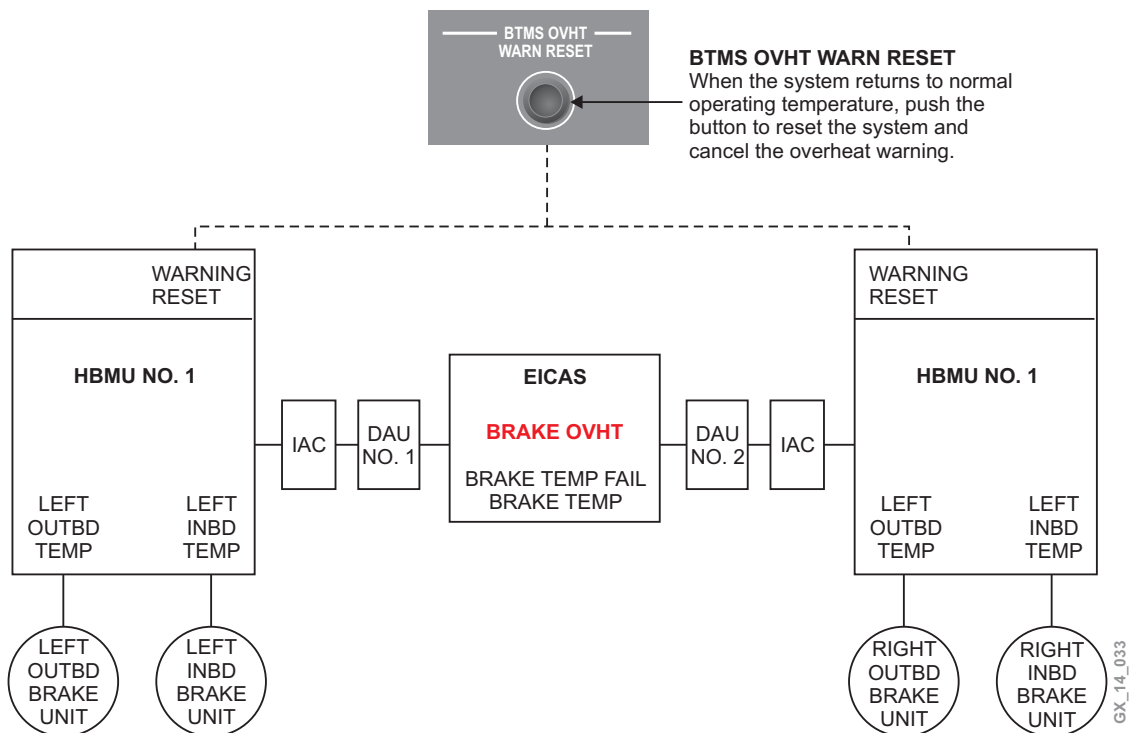 BTMS OVHT
WARN RESET
BTMS OVHT WARN RESET
When the system returns to normal
operating temperature, push the
button to reset the system and
cancel the overheat warning.
WARNING
RESET
HBMU NO. 1
LEFT
OUTBD
TEMP
LEFT
INBD
TEMP
LEFT
OUTBD
BRAKE
UNIT
LEFT
INBD
BRAKE
UNIT
IAC
DAU
NO. 1
EICAS
BRAKE OVHT
BRAKE TEMP FAIL
BRAKE TEMP
DAU
NO. 2
IAC
WARNING
RESET
HBMU NO. 1
LEFT
OUTBD
TEMP
LEFT
INBD
TEMP
RIGHT
OUTBD
BRAKE
UNIT
RIGHT
INBD
BRAKE
UNIT
GX_14_033